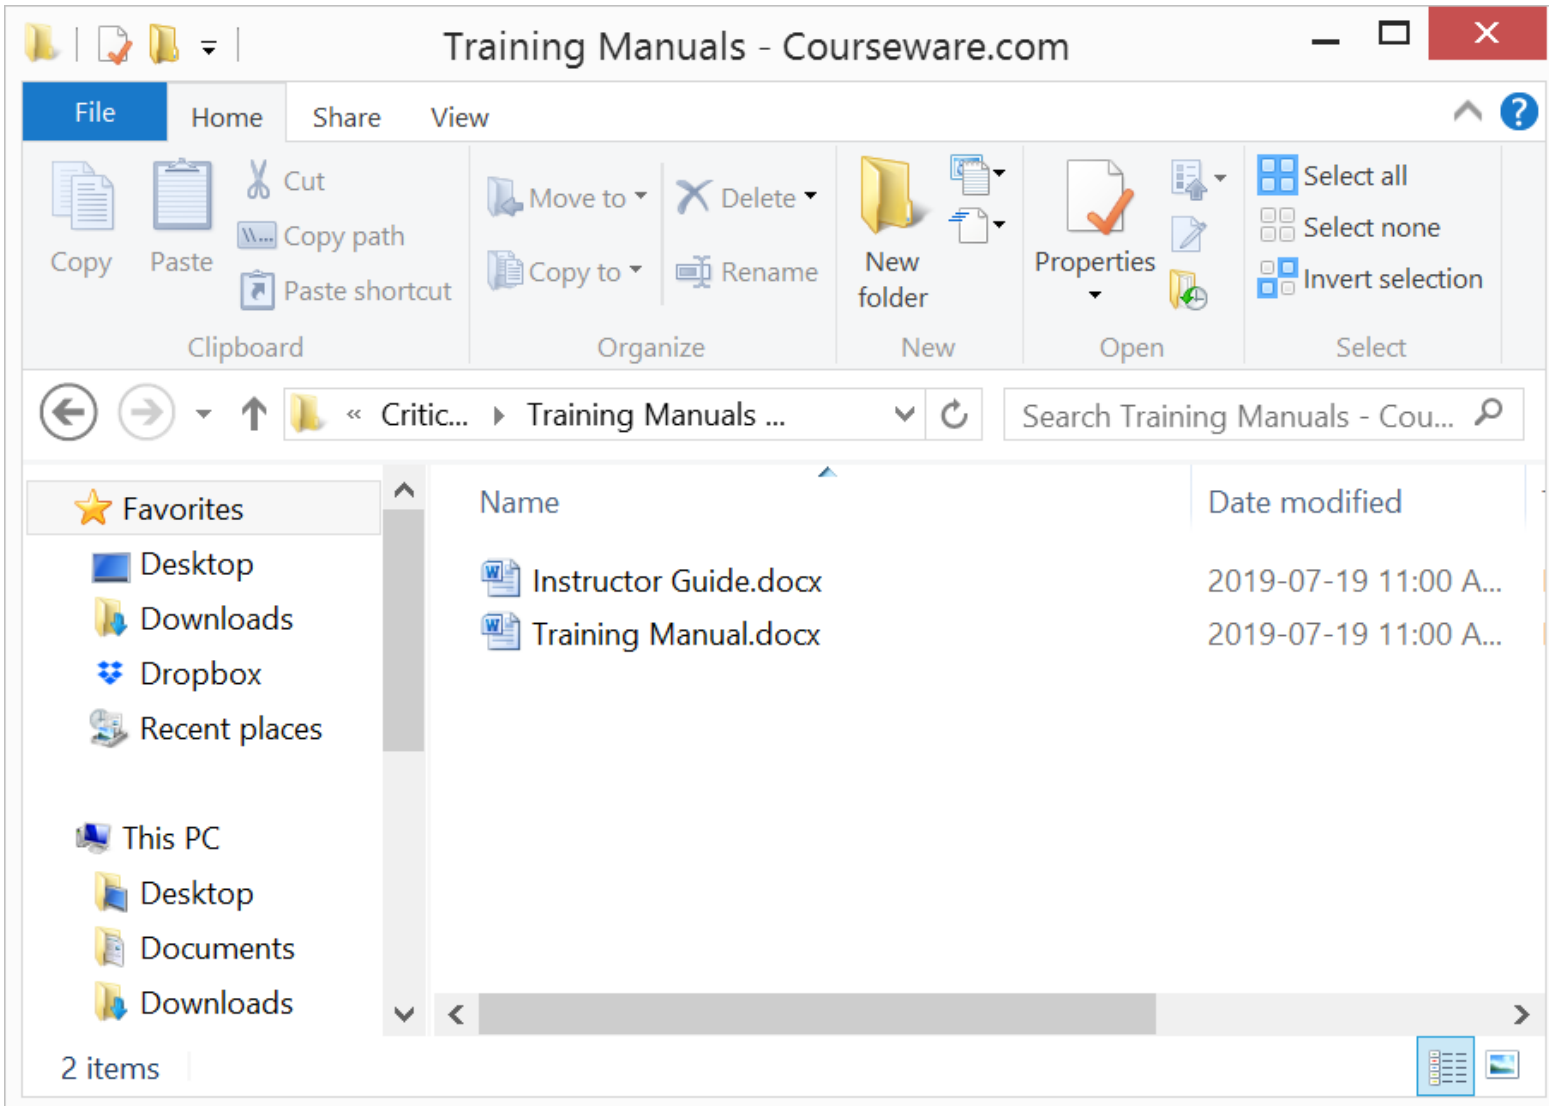 Training Manuals - Courseware.com
File Home Share View
Copy
Paste
Cut
Copy path
Paste shortcut
Clipboard
Move to
Copy to
Delete
Rename
Organize
New
folder
New
Properties
Open
Select all
Select none
Invert selection
Select
« Critic... Training Manuals ...
Search Training Manuals - Cou...
Favorites
Desktop
Downloads
Dropbox
Recent places
This PC
Desktop
Documents
Downloads
Name Date modified
Instructor Guide.docx 2019-07-19 11:00 A...
Training Manual.docx 2019-07-19 11:00 A...
2 items